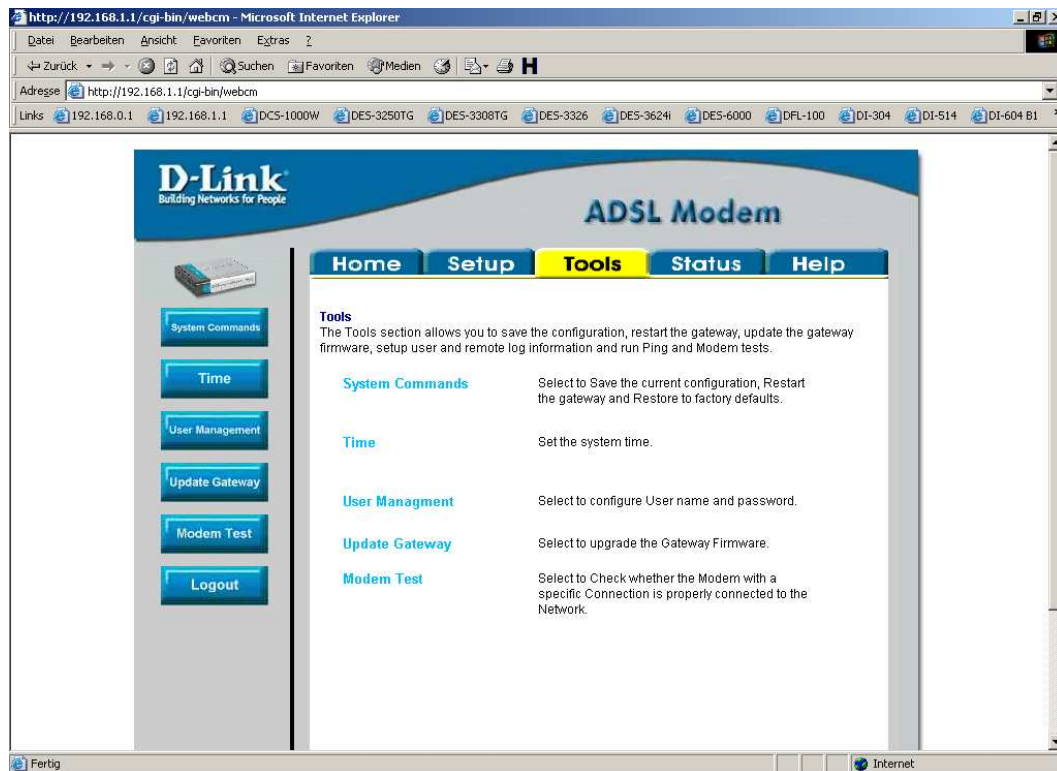 http://192.168.1.1/cgi-bin/webcm - Microsoft Internet Explorer
Datei Bearbeiten Ansicht Favoriten Extras ?
Zurück Suchen Favoriten Medien H
Adresse http://192.168.1.1/cgi-bin/webcm
Links 192.168.0.1 192.168.1.1 DCS-1000W DES-3250TG DES-3308TG DES-3326 DES-3624i DES-6000 DFL-100 DI-304 DI-514 DI-604 B1
D-Link
Building Networks for People
ADSL Modem
Home Setup Tools Status Help
System Commands
Time
User Management
Update Gateway
Modem Test
Logout
Tools
The Tools section allows you to save the configuration, restart the gateway, update the gateway
firmware, setup user and remote log information and run Ping and Modem tests.
System Commands Select to Save the current configuration, Restart
the gateway and Restore to factory defaults.
Time Set the system time.
User Managment Select to configure User name and password.
Update Gateway Select to upgrade the Gateway Firmware.
Modem Test Select to Check whether the Modem with a
specific Connection is properly connected to the
Network.
Fertig Internet